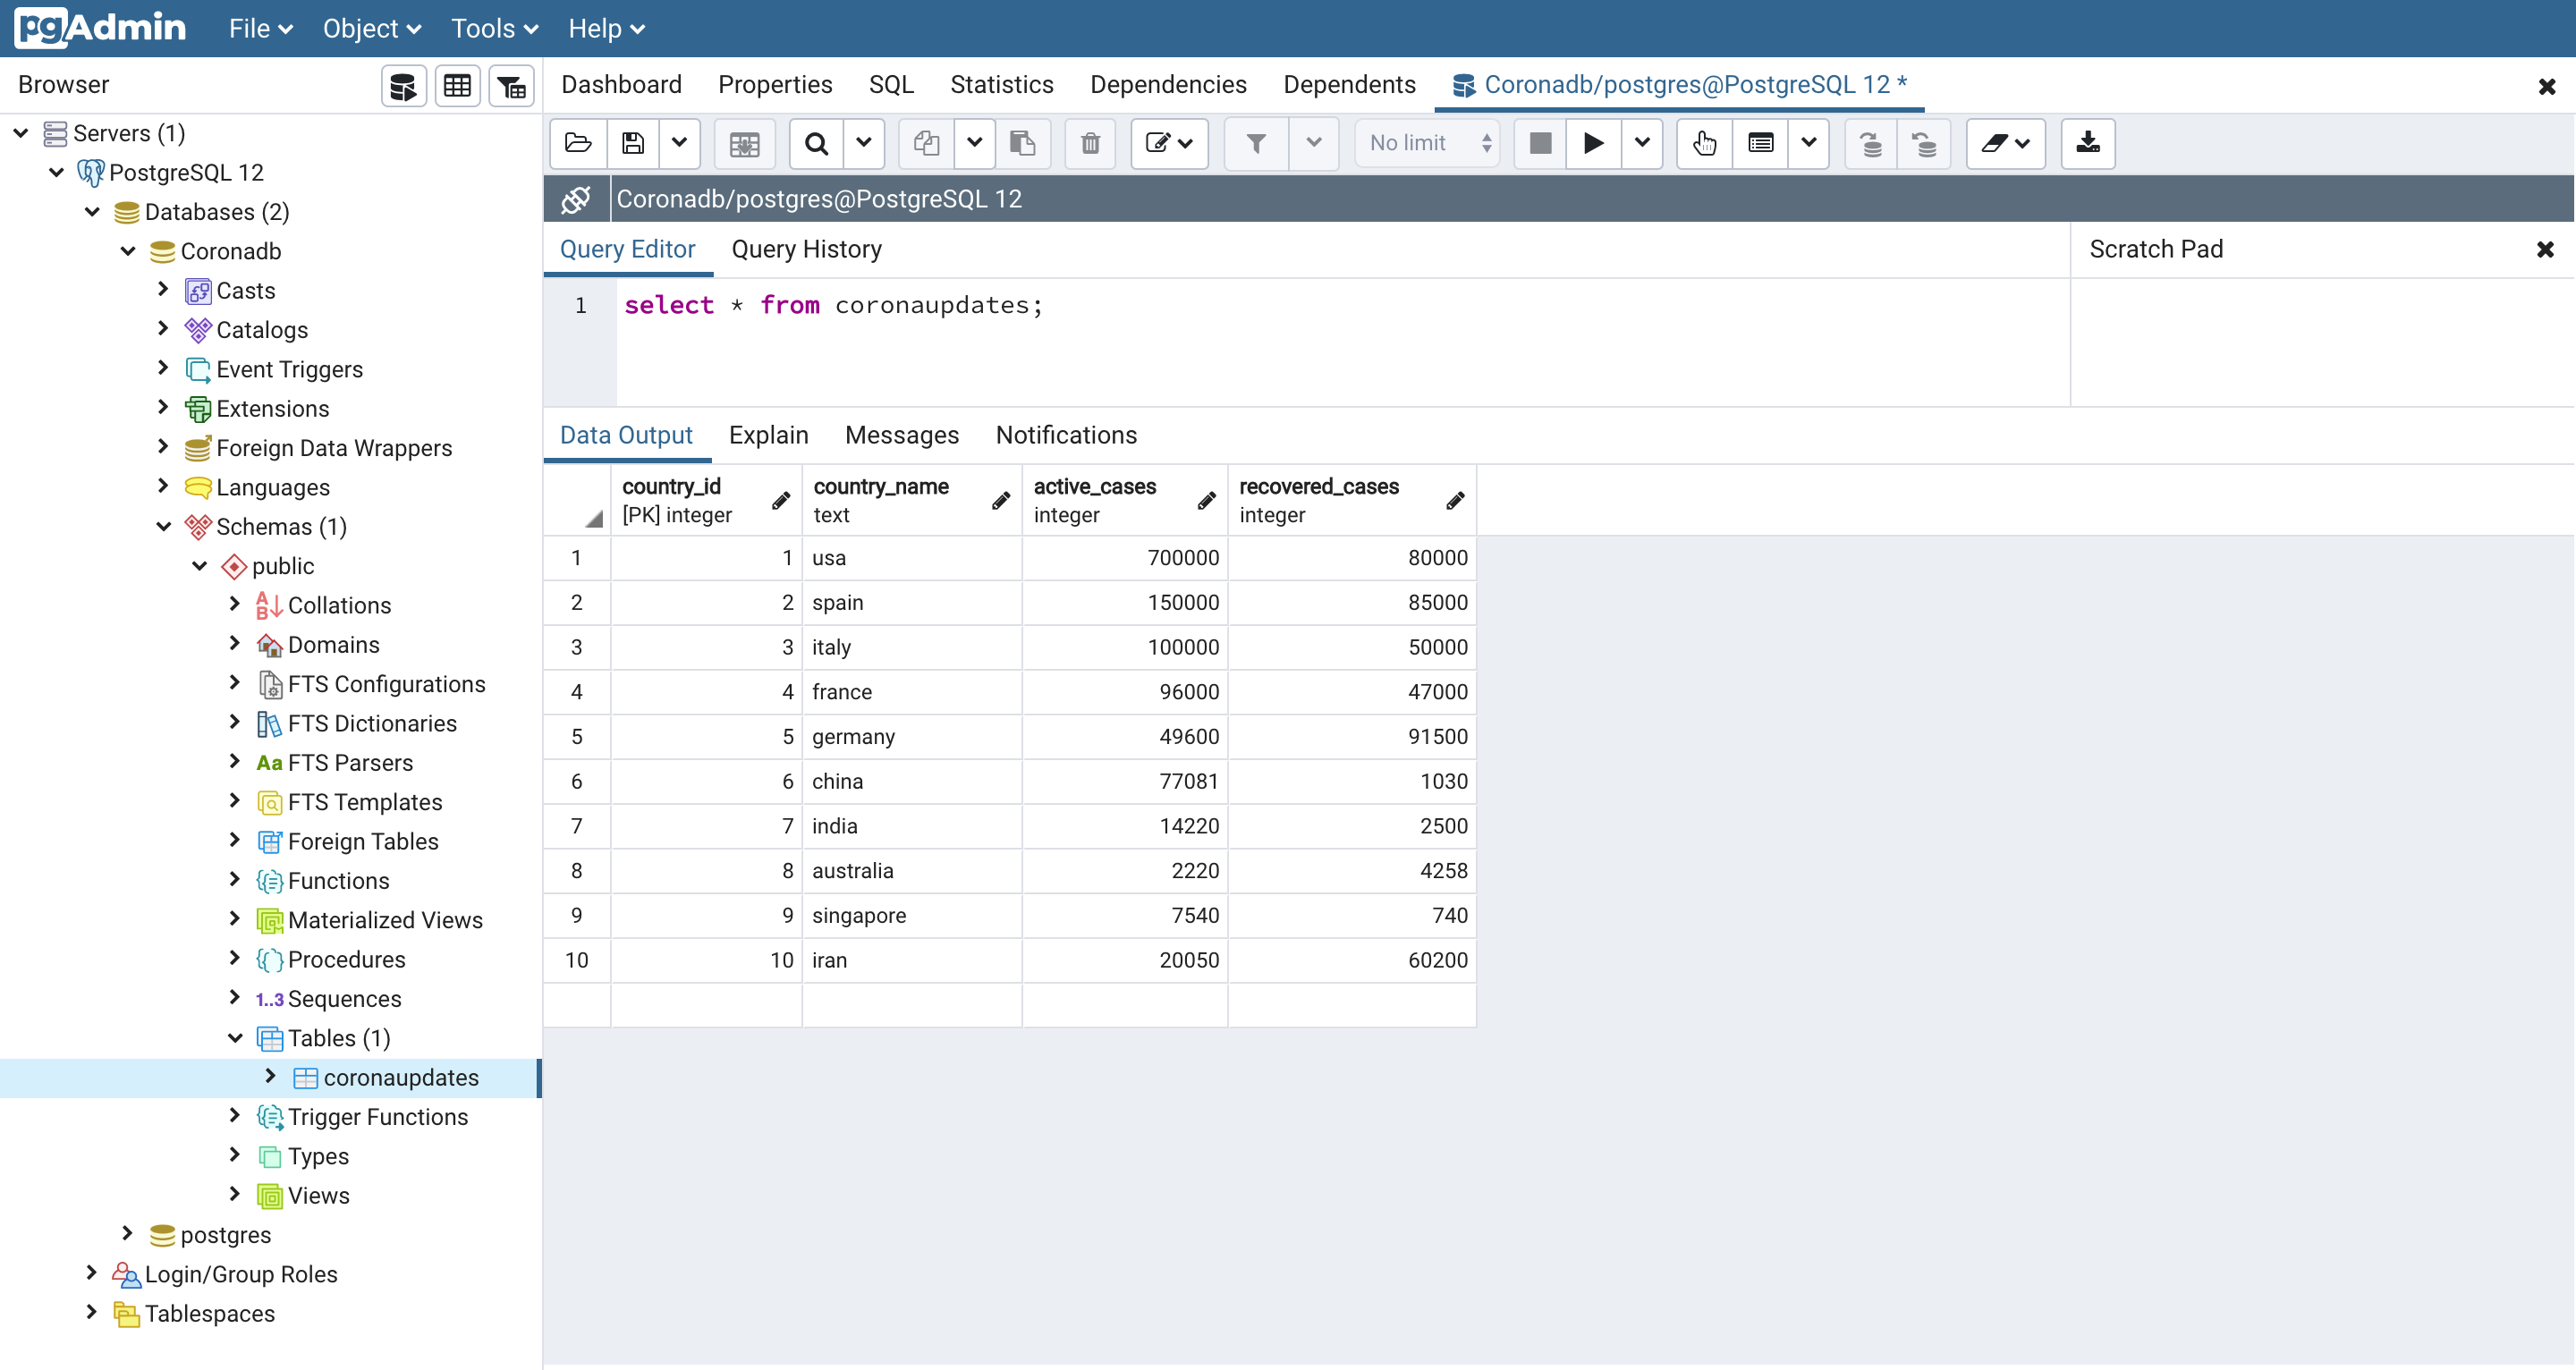 pgAdmin File Object Tools Help
Browser
Dashboard Properties SQL Statistics Dependencies Dependents Coronadb/postgres@PostgreSQL 12 *
Servers (1)
PostgreSQL 12
Databases (2)
Coronadb
Casts
Catalogs
Event Triggers
Extensions
Foreign Data Wrappers
Languages
Schemas (1)
public
A B Collations
Domains
FTS Configurations
FTS Dictionaries
Aa FTS Parsers
FTS Templates
Foreign Tables
Functions
Materialized Views
Procedures
1..3 Sequences
Tables (1)
coronaupdates
Trigger Functions
Types
Views
postgres
Login/Group Roles
Tablespaces
No limit
Coronadb/postgres@PostgreSQL 12
Query Editor Query History
Scratch Pad
1 select * from coronaupdates;
Data Output Explain Messages Notifications
country_id country_name active_cases recovered_cases
[PK] integer text integer integer
1 1 usa 700000 80000
2 2 spain 150000 85000
3 3 italy 100000 50000
4 4 france 96000 47000
5 5 germany 49600 91500
6 6 china 77081 1030
7 7 india 14220 2500
8 8 australia 2220 4258
9 9 singapore 7540 740
10 10 iran 20050 60200